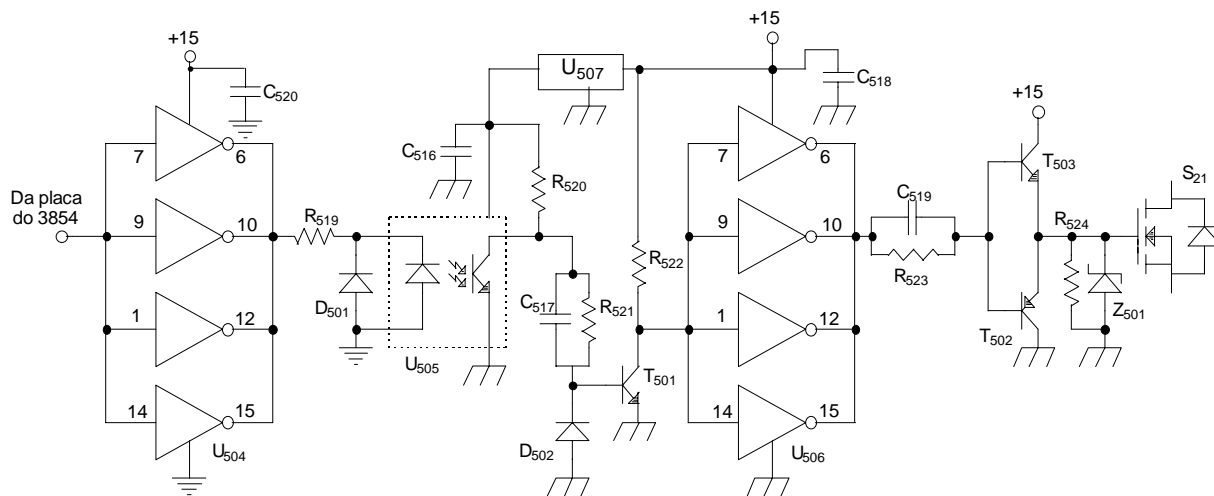 +15
C520
7
6
Da placa
do 3854
9
10
R519
D501
1
12
14
15
U504
U505
C516
U507
R520
C517
R521
D502
T501
R522
+15
C518
7
6
9
10
1
12
14
15
U506
C519
R523
+15
T503
T502
R524
Z501
S21